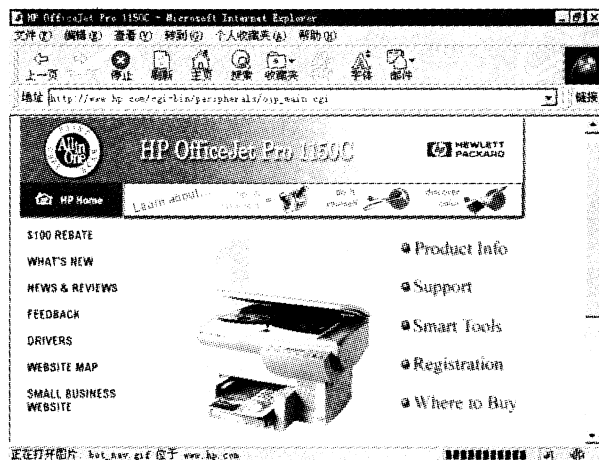 HP OfficeJet Pro 1150C - Microsoft Internet Explorer
文件(F) 编辑(E) 查看(V) 转到(G) 个人收藏夹(A) 帮助(H)
上一页 停止 刷新 主页 搜索 收藏夹 字体 邮件
地址 http://www.hp.com/cgi-bin/peripherals/ojp_main.cgi 链接
All in One
HP OfficeJet Pro 1150C
HEWLETT PACKARD
HP Home
Learn about...
do it yourself
discover color
$100 REBATE
WHAT'S NEW
NEWS & REVIEWS
FEEDBACK
DRIVERS
WEBSITE MAP
SMALL BUSINESS
WEBSITE
Product Info
Support
Smart Tools
Registration
Where to Buy
正在打开图片: bot_nav.gif 位于 www.hp.com